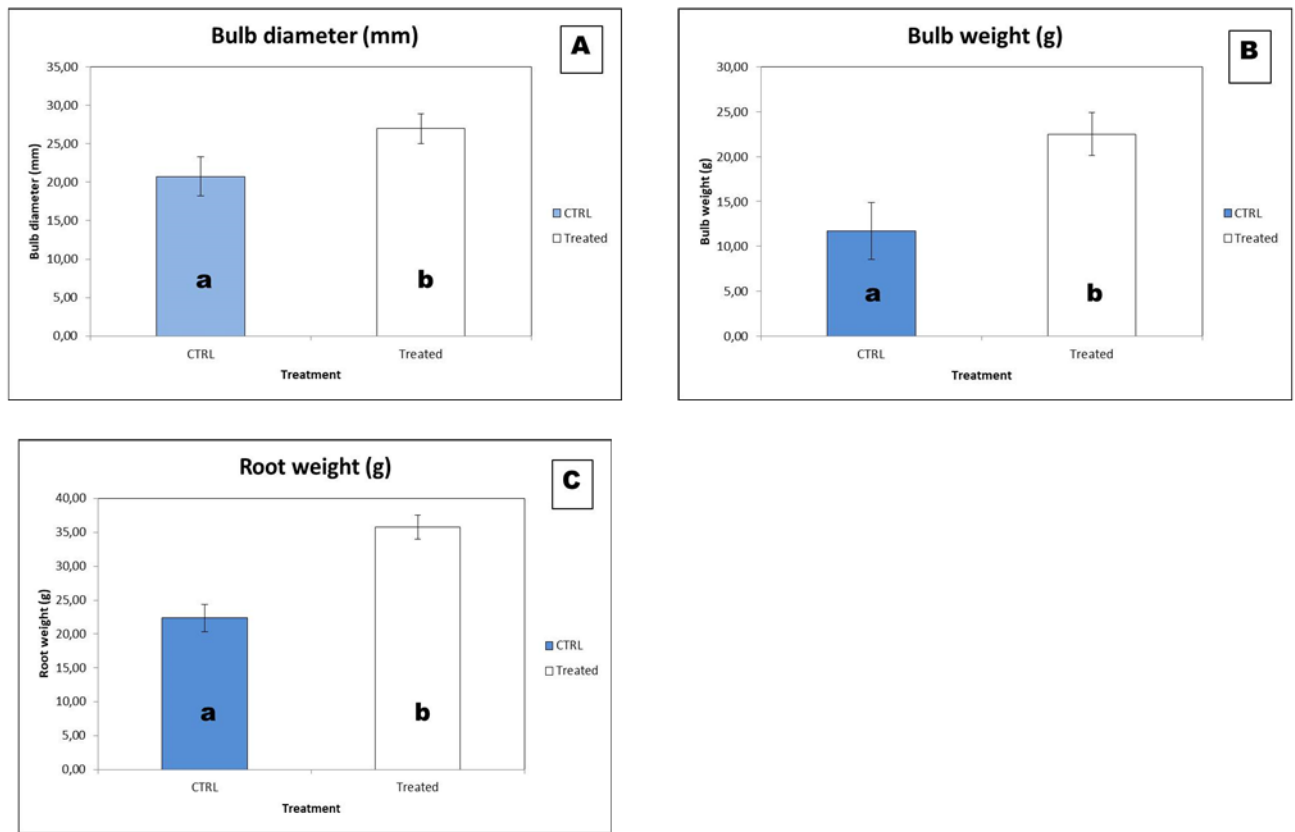 Bulb diameter (mm)
A
35,00
30,00
25,00
20,00
15,00
10,00
5,00
0,00
Bulb diameter (mm)
a
b
CTRL
Treated
CTRL
Treated
Treatment
Bulb weight (g)
B
30,00
25,00
20,00
15,00
10,00
5,00
0,00
Bulb weight (g)
a
b
CTRL
Treated
CTRL
Treated
Treatment
Root weight (g)
C
40,00
35,00
30,00
25,00
20,00
15,00
10,00
5,00
0,00
Root weight (g)
a
b
CTRL
Treated
CTRL
Treated
Treatment